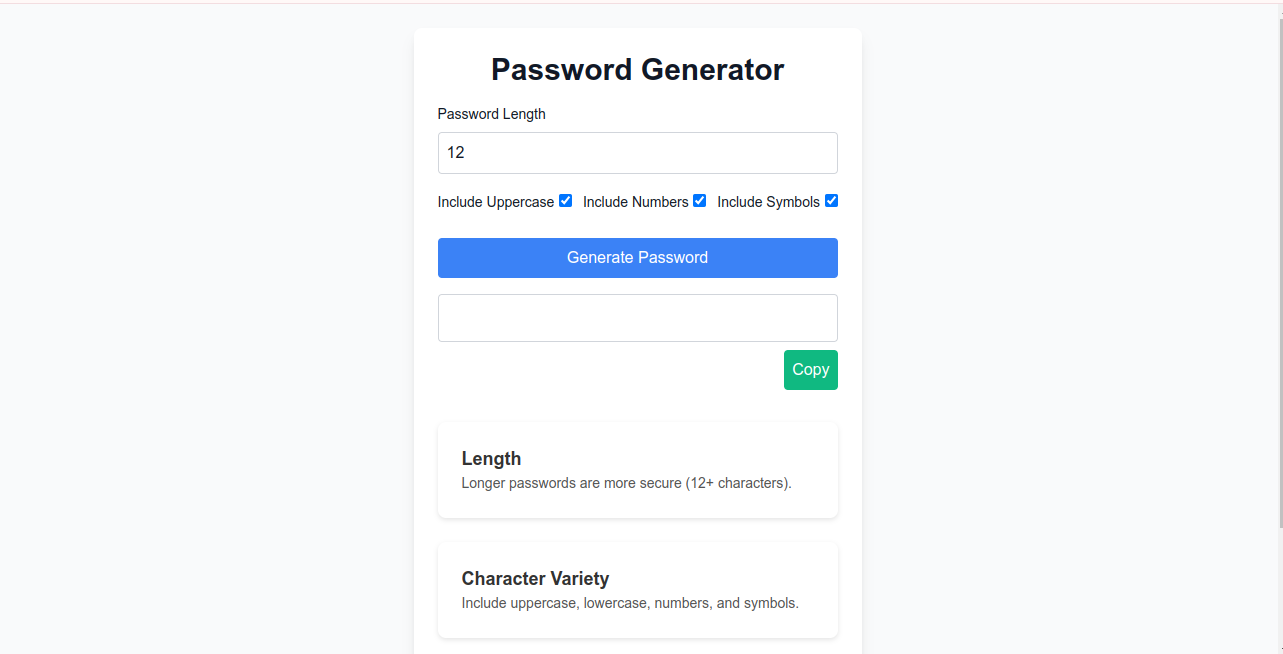 Password Generator
Password Length
12
Include Uppercase Include Numbers Include Symbols
Generate Password
Copy
Length
Longer passwords are more secure (12+ characters).
Character Variety
Include uppercase, lowercase, numbers, and symbols.